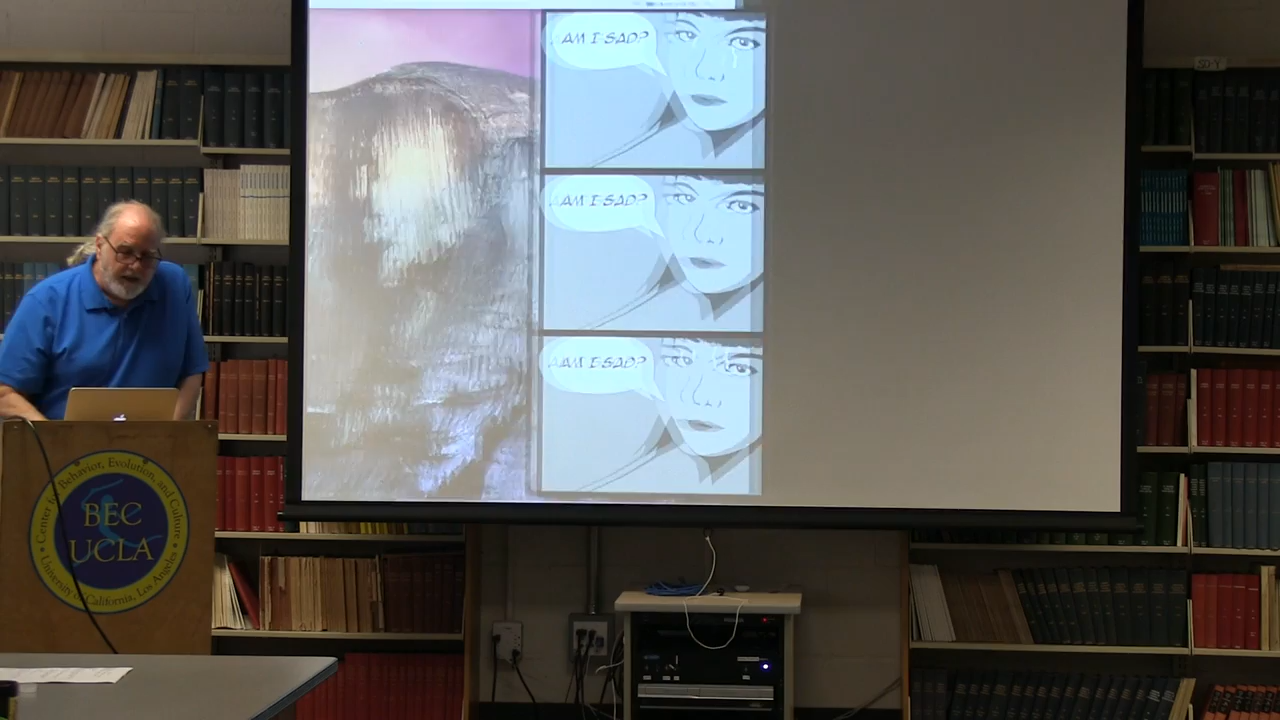 AM I SAD?
AM I SAD?
AM I SAD?
SD-Y
Center for Behavior, Evolution, and Culture
BEC
UCLA
University of California, Los Angeles